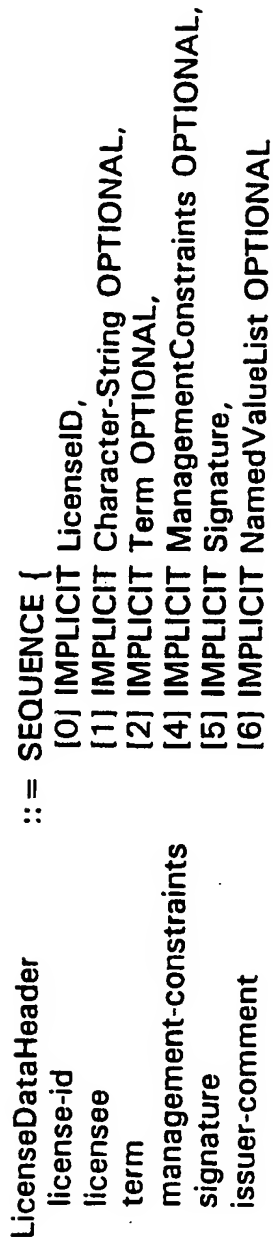 LicenseDataHeader ::= SEQUENCE {
license-id [0] IMPLICIT LicenseID,
licensee [1] IMPLICIT Character-String OPTIONAL,
term [2] IMPLICIT Term OPTIONAL,
management-constraints [4] IMPLICIT ManagementConstraints OPTIONAL,
signature [5] IMPLICIT Signature,
issuer-comment [6] IMPLICIT NamedValueList OPTIONAL